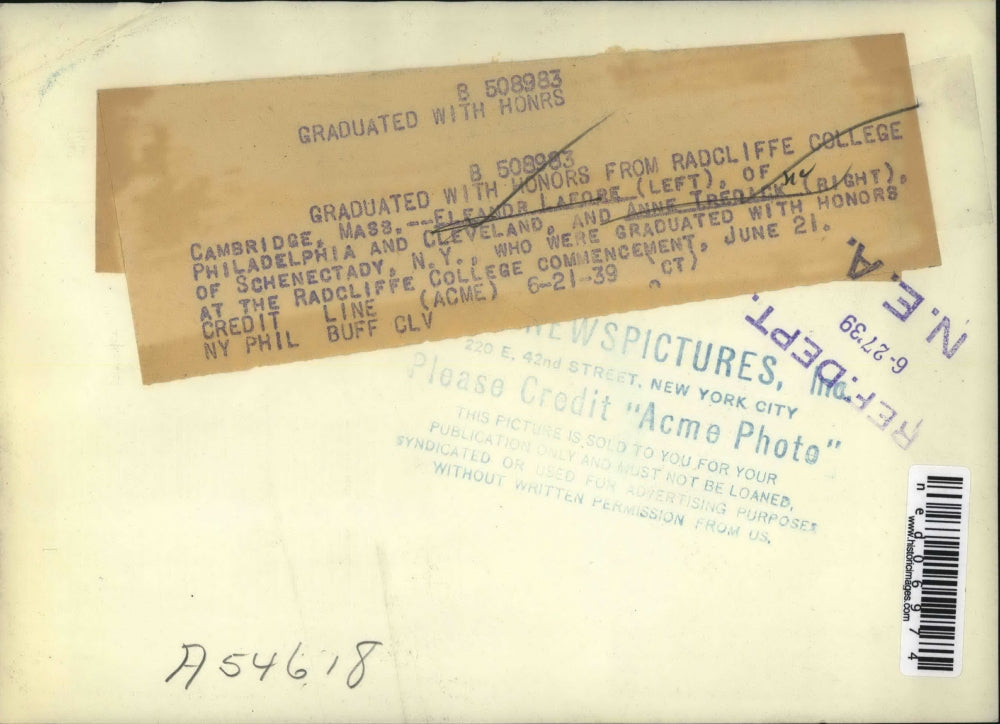 B 508983
GRADUATED WITH HONRS
B 508983
GRADUATED WITH HONORS FROM RADCLIFFE COLLEGE
CAMBRIDGE, MASS.--ELEANOR LAFORE (LEFT), OF
PHILADELPHIA AND CLEVELAND, AND ANNE TREDICK (RIGHT),
OF SCHENECTADY, N.Y., WHO WERE GRADUATED WITH HONORS
AT THE RADCLIFFE COLLEGE COMMENCEMENT, JUNE 21.
CREDIT LINE (ACME) 6-21-39 (CT)
NY PHIL BUFF CLV
N. E. A.
6-27'39
REF. DEPT.
NEWSPICTURES, Inc.
220 E. 42nd STREET, NEW YORK CITY
Please Credit "Acme Photo"
THIS PICTURE IS SOLD TO YOU FOR YOUR
PUBLICATION ONLY AND MUST NOT BE LOANED,
SYNDICATED OR USED FOR ADVERTISING PURPOSES
WITHOUT WRITTEN PERMISSION FROM US.
ned06974
www.historicimages.com
A54618